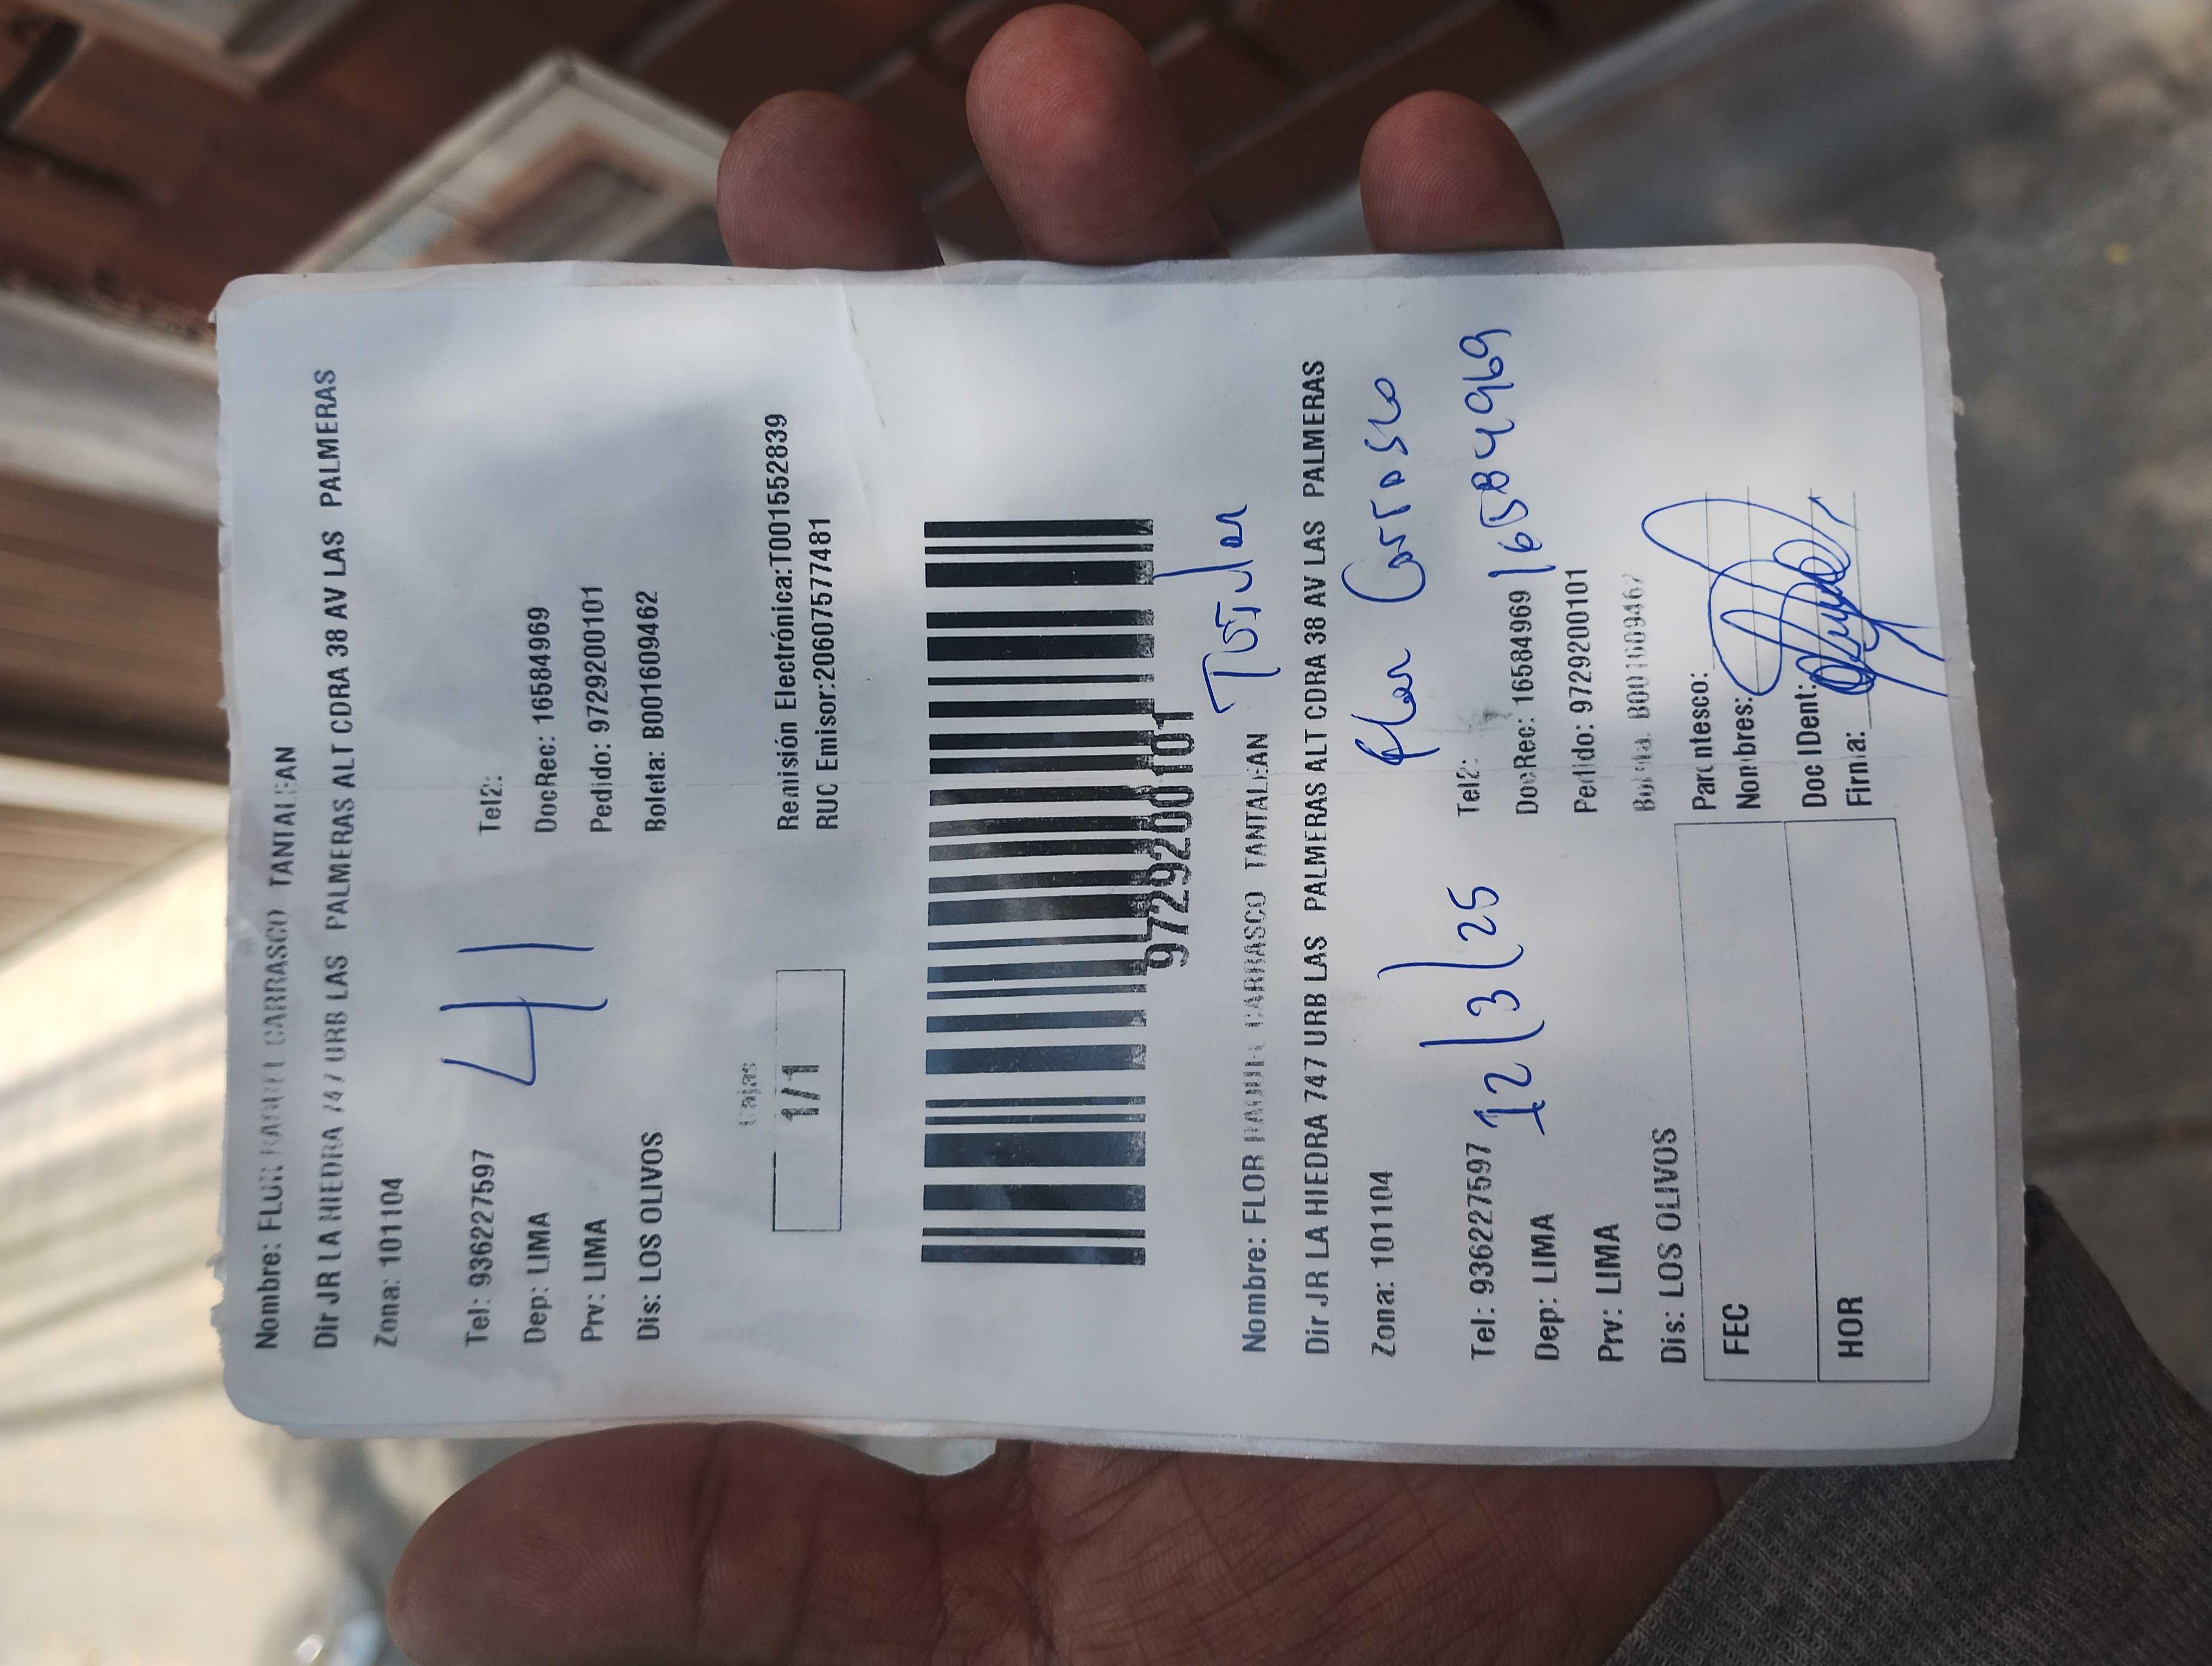 Nombre: FLOR RAQUEL CARRASCO TANTALEAN
Dir JR LA HIEDRA 747 URB LAS PALMERAS ALT CDRA 38 AV LAS PALMERAS
Zona: 101104
41
Tel: 936227597 Tel2:
Dep: LIMA DocRec: 16584969
Prv: LIMA Pedido: 9729200101
Dis: LOS OLIVOS Boleta: B001609462
Cajas
1/1
Remisión Electrónica:T001552839
RUC Emisor:20607577481
9729200101
Titular
Nombre: FLOR RAQUEL CARRASCO TANTALEAN
Dir JR LA HIEDRA 747 URB LAS PALMERAS ALT CDRA 38 AV LAS PALMERAS
Flor Carrasco
Zona: 101104
12/3/25
16584969
Tel: 936227597 Tel2:
Dep: LIMA DocRec: 16584969
Prv: LIMA Pedido: 9729200101
Dis: LOS OLIVOS Boleta: B001609462
FEC
HOR
Parentesco:
Nombres:
Doc IDent:
Firma: